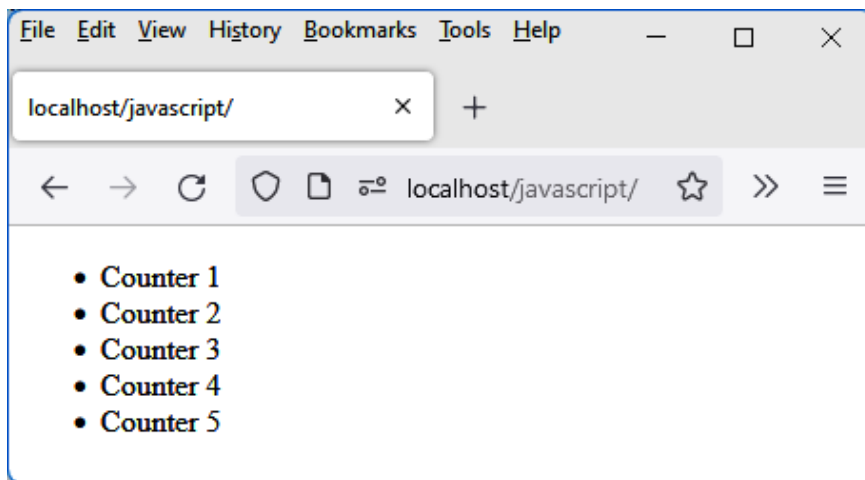 File Edit View History Bookmarks Tools Help
localhost/javascript/
localhost/javascript/
• Counter 1
• Counter 2
• Counter 3
• Counter 4
• Counter 5